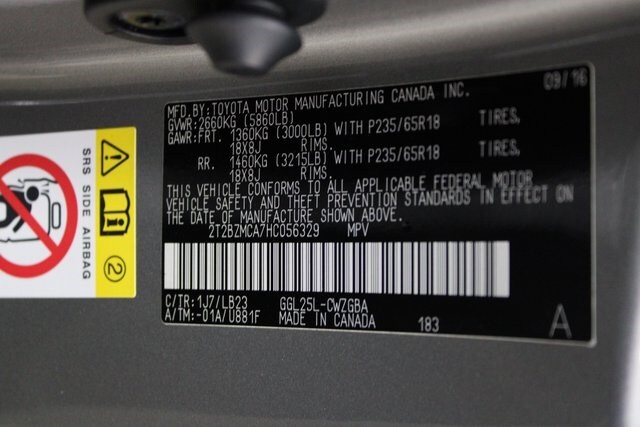 09/16
MFD.BY:TOYOTA MOTOR MANUFACTURING CANADA INC.
GVWR:2660KG (5860LB)
GAWR:FRT. 1360KG (3000LB) WITH P235/65R18 TIRES.
18X8J RIMS.
RR. 1460KG (3215LB) WITH P235/65R18 TIRES.
18X8J RIMS.
THIS VEHICLE CONFORMS TO ALL APPLICABLE FEDERAL MOTOR
VEHICLE SAFETY AND THEFT PREVENTION STANDARDS IN EFFECT ON
THE DATE OF MANUFACTURE SHOWN ABOVE.
2T2BZMCA7HC056329 MPV
C/TR:1J7/LB23 GGL25L-CWZGBA
A/TM:-01A/U881F MADE IN CANADA 183 A
SRS SIDE AIRBAG
2